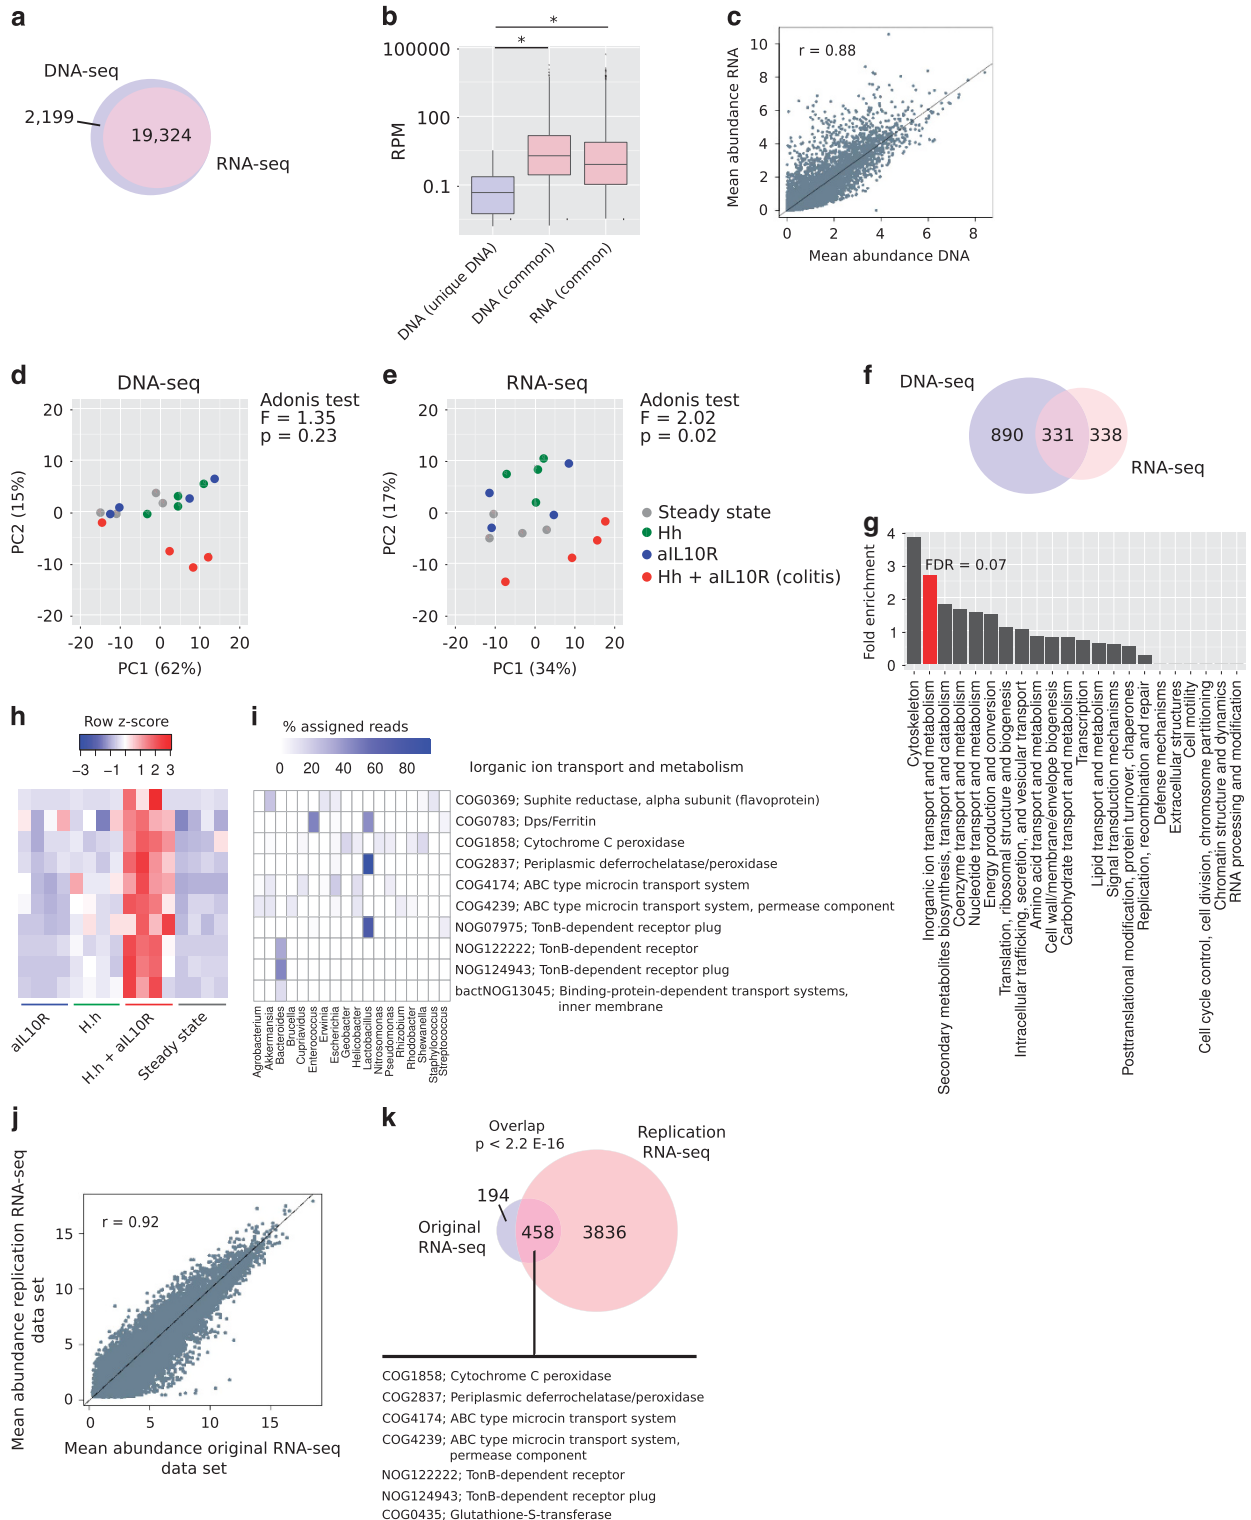 a
DNA-seq
2,199
19,324
RNA-seq
b
*
*
100000
100
0.1
RPM
DNA (unique DNA)
DNA (common)
RNA (common)
c
r = 0.88
10
8
6
4
2
0
Mean abundance RNA
0 2 4 6 8
Mean abundance DNA
d
DNA-seq
Adonis test
F = 1.35
p = 0.23
20
10
0
-10
-20
PC2 (15%)
-20 -10 0 10 20
PC1 (62%)
e
RNA-seq
Adonis test
F = 2.02
p = 0.02
20
10
0
-10
-20
PC2 (17%)
-20 -10 0 10 20
PC1 (34%)
Steady state
Hh
aIL10R
Hh + aIL10R (colitis)
f
DNA-seq
890 331 338
RNA-seq
g
4
3
2
1
0
Fold enrichment
FDR = 0.07
Cytoskeleton
Inorganic ion transport and metabolism
Secondary metabolites biosynthesis, transport and catabolism
Coenzyme transport and metabolism
Nucleotide transport and metabolism
Energy production and conversion
Translation, ribosomal structure and biogenesis
Intracellular trafficking, secretion, and vesicular transport
Amino acid transport and metabolism
Cell wall/membrane/envelope biogenesis
Carbohydrate transport and metabolism
Transcription
Lipid transport and metabolism
Signal transduction mechanisms
Posttranslational modification, protein turnover, chaperones
Replication, recombination and repair
Defense mechanisms
Extracellular structures
Cell motility
Cell cycle control, cell division, chromosome partitioning
Chromatin structure and dynamics
RNA processing and modification
h
Row z-score
−3 −1 1 2 3
aIL10R
H.h
H.h + aIL10R
Steady state
i
% assigned reads
0 20 40 60 80
Iorganic ion transport and metabolism
COG0369; Suphite reductase, alpha subunit (flavoprotein)
COG0783; Dps/Ferritin
COG1858; Cytochrome C peroxidase
COG2837; Periplasmic deferrochelatase/peroxidase
COG4174; ABC type microcin transport system
COG4239; ABC type microcin transport system, permease component
NOG07975; TonB-dependent receptor plug
NOG122222; TonB-dependent receptor
NOG124943; TonB-dependent receptor plug
bactNOG13045; Binding-protein-dependent transport systems,
inner membrane
Agrobacterium
Akkermansia
Bacteroides
Brucella
Cupriavidus
Enterococcus
Erwinia
Escherichia
Geobacter
Helicobacter
Lactobacillus
Nitrosomonas
Pseudomonas
Rhizobium
Rhodobacter
Shewanella
Staphylococcus
Streptococcus
j
r = 0.92
15
10
5
0
Mean abundance replication RNA-seq
data set
0 5 10 15
Mean abundance original RNA-seq
data set
k
Overlap
p < 2.2 E-16
Replication
RNA-seq
194
Original
RNA-seq
458 3836
COG1858; Cytochrome C peroxidase
COG2837; Periplasmic deferrochelatase/peroxidase
COG4174; ABC type microcin transport system
COG4239; ABC type microcin transport system,
permease component
NOG122222; TonB-dependent receptor
NOG124943; TonB-dependent receptor plug
COG0435; Glutathione-S-transferase